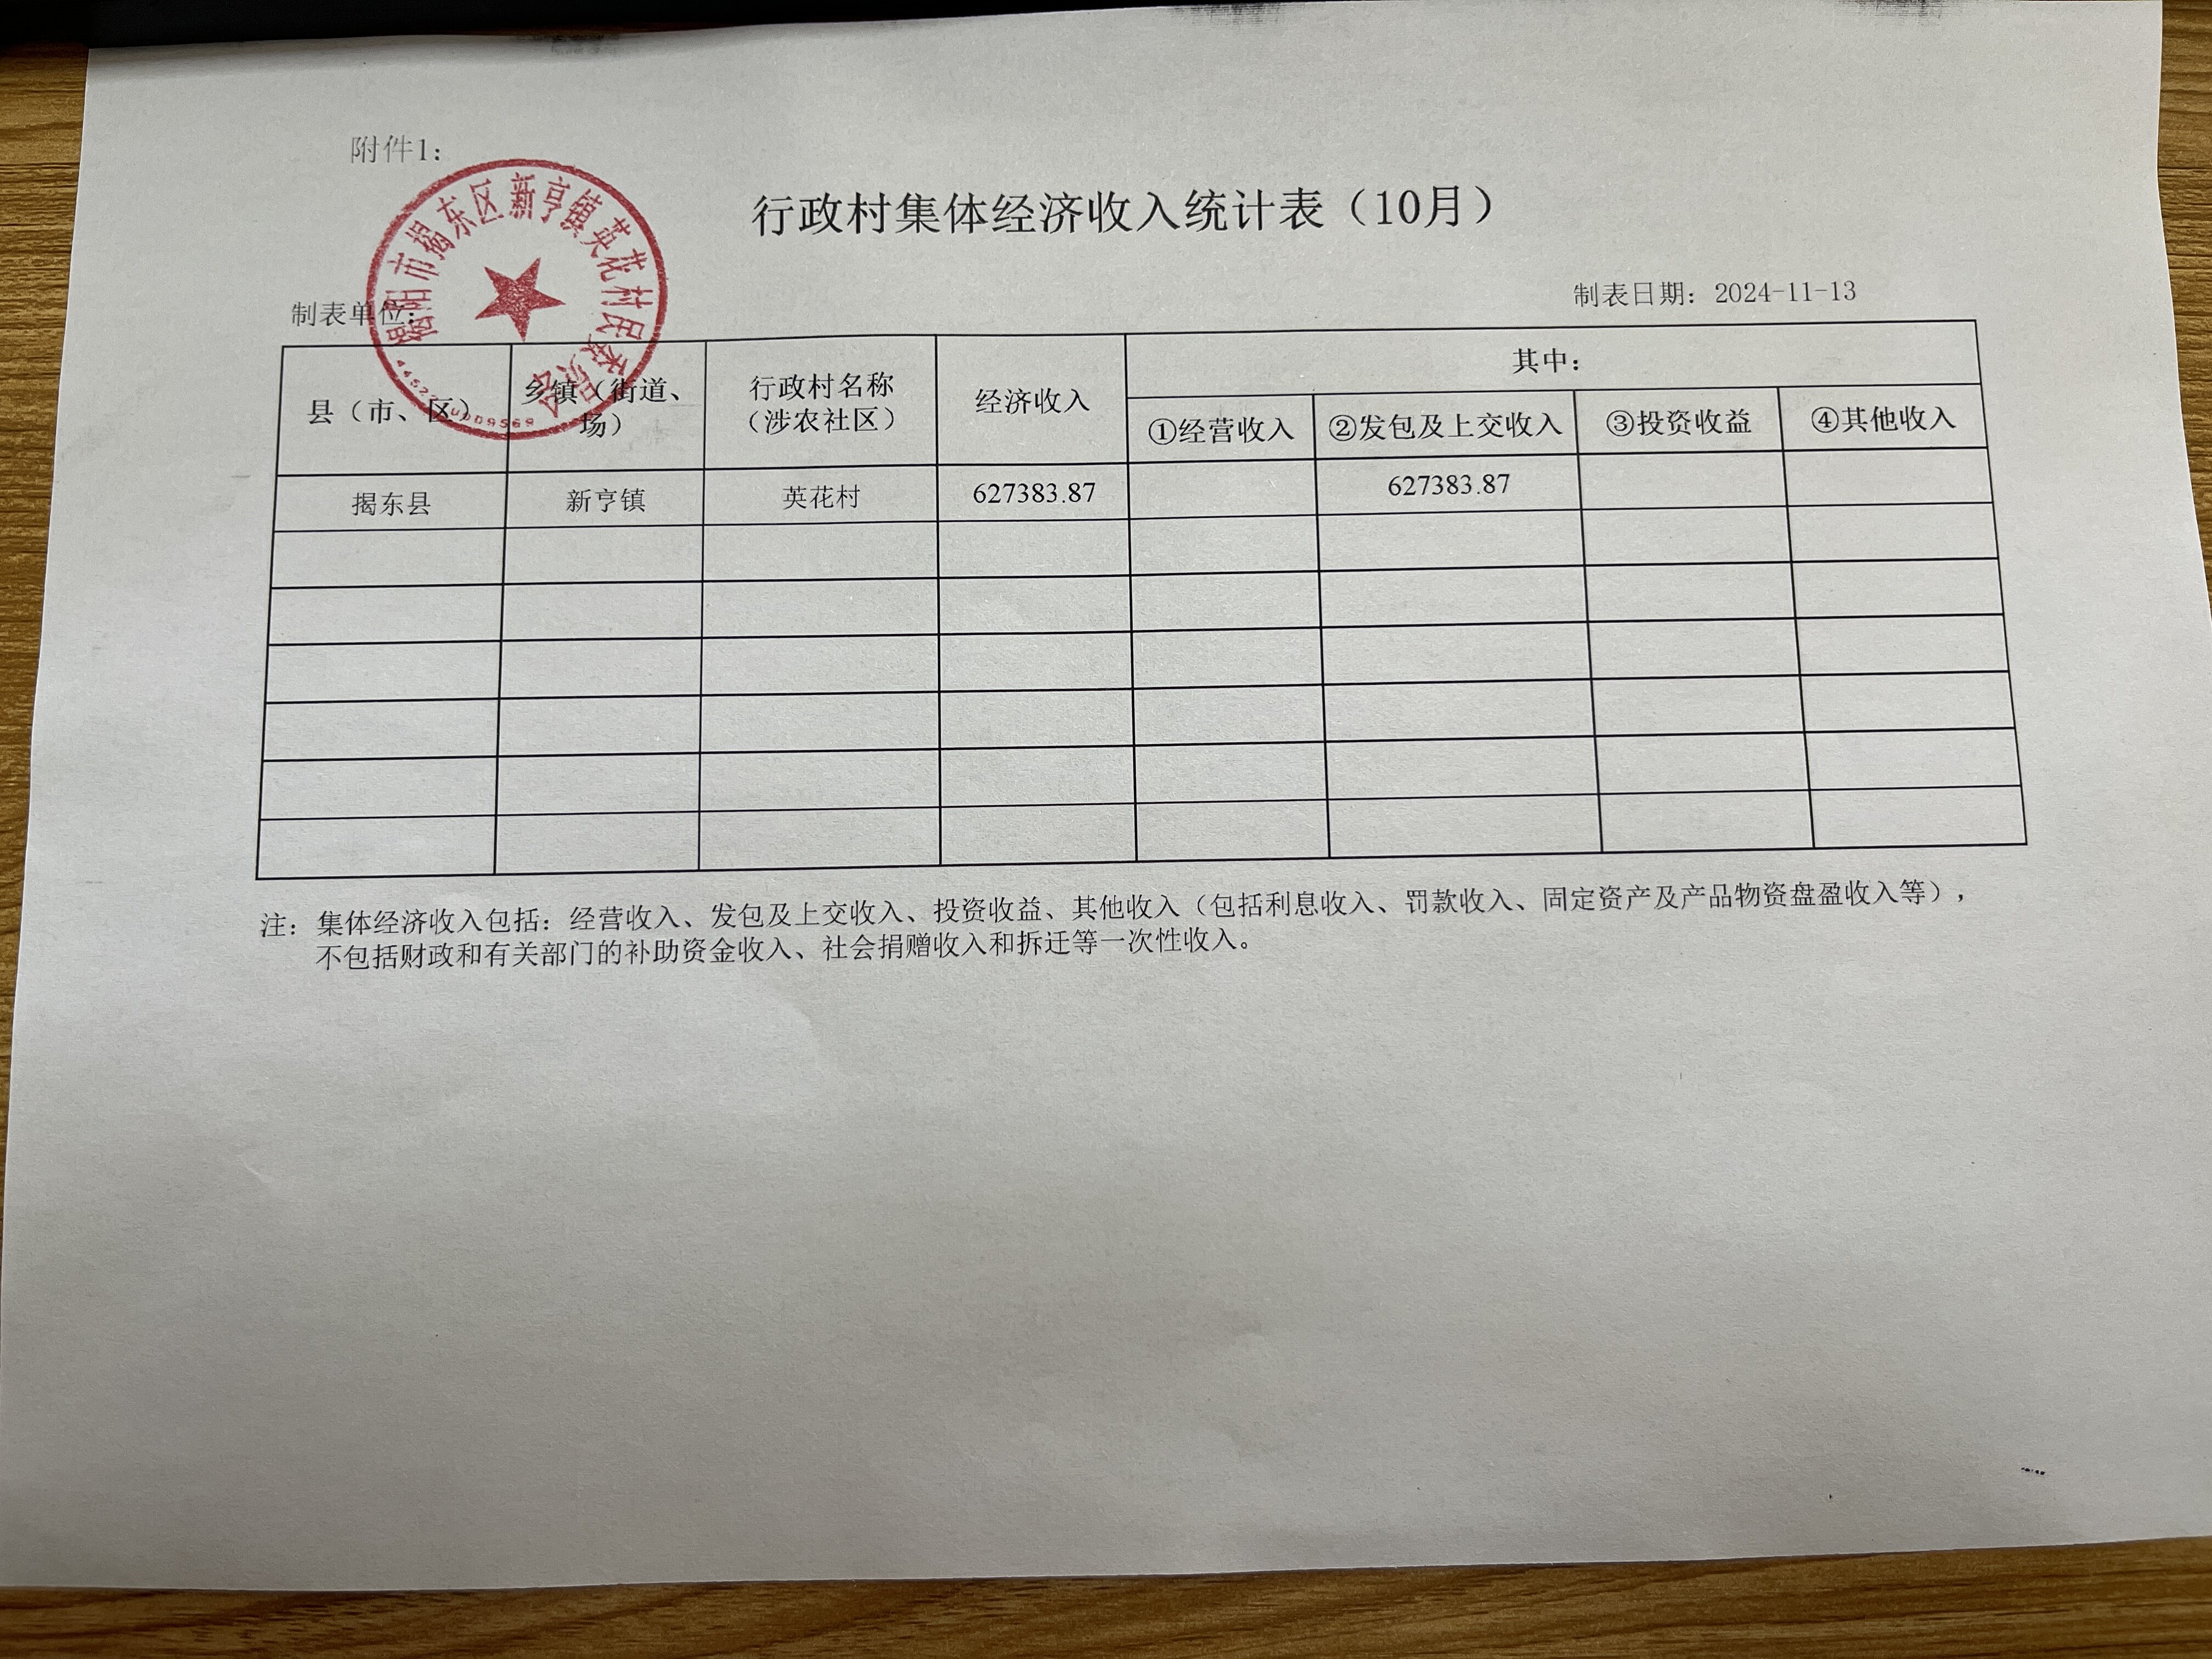 附件1:
揭阳市揭东区新亨镇英花村民委员会
行政村集体经济收入统计表（10月）
制表单位:
制表日期: 2024-11-13
县（市、区） 乡镇（街道、场） 行政村名称（涉农社区） 经济收入 其中:
①经营收入 ②发包及上交收入 ③投资收益 ④其他收入
揭东县 新亨镇 英花村 627383.87 627383.87
注: 集体经济收入包括: 经营收入、发包及上交收入、投资收益、其他收入（包括利息收入、罚款收入、固定资产及产品物资盘盈收入等），
不包括财政和有关部门的补助资金收入、社会捐赠收入和拆迁等一次性收入。